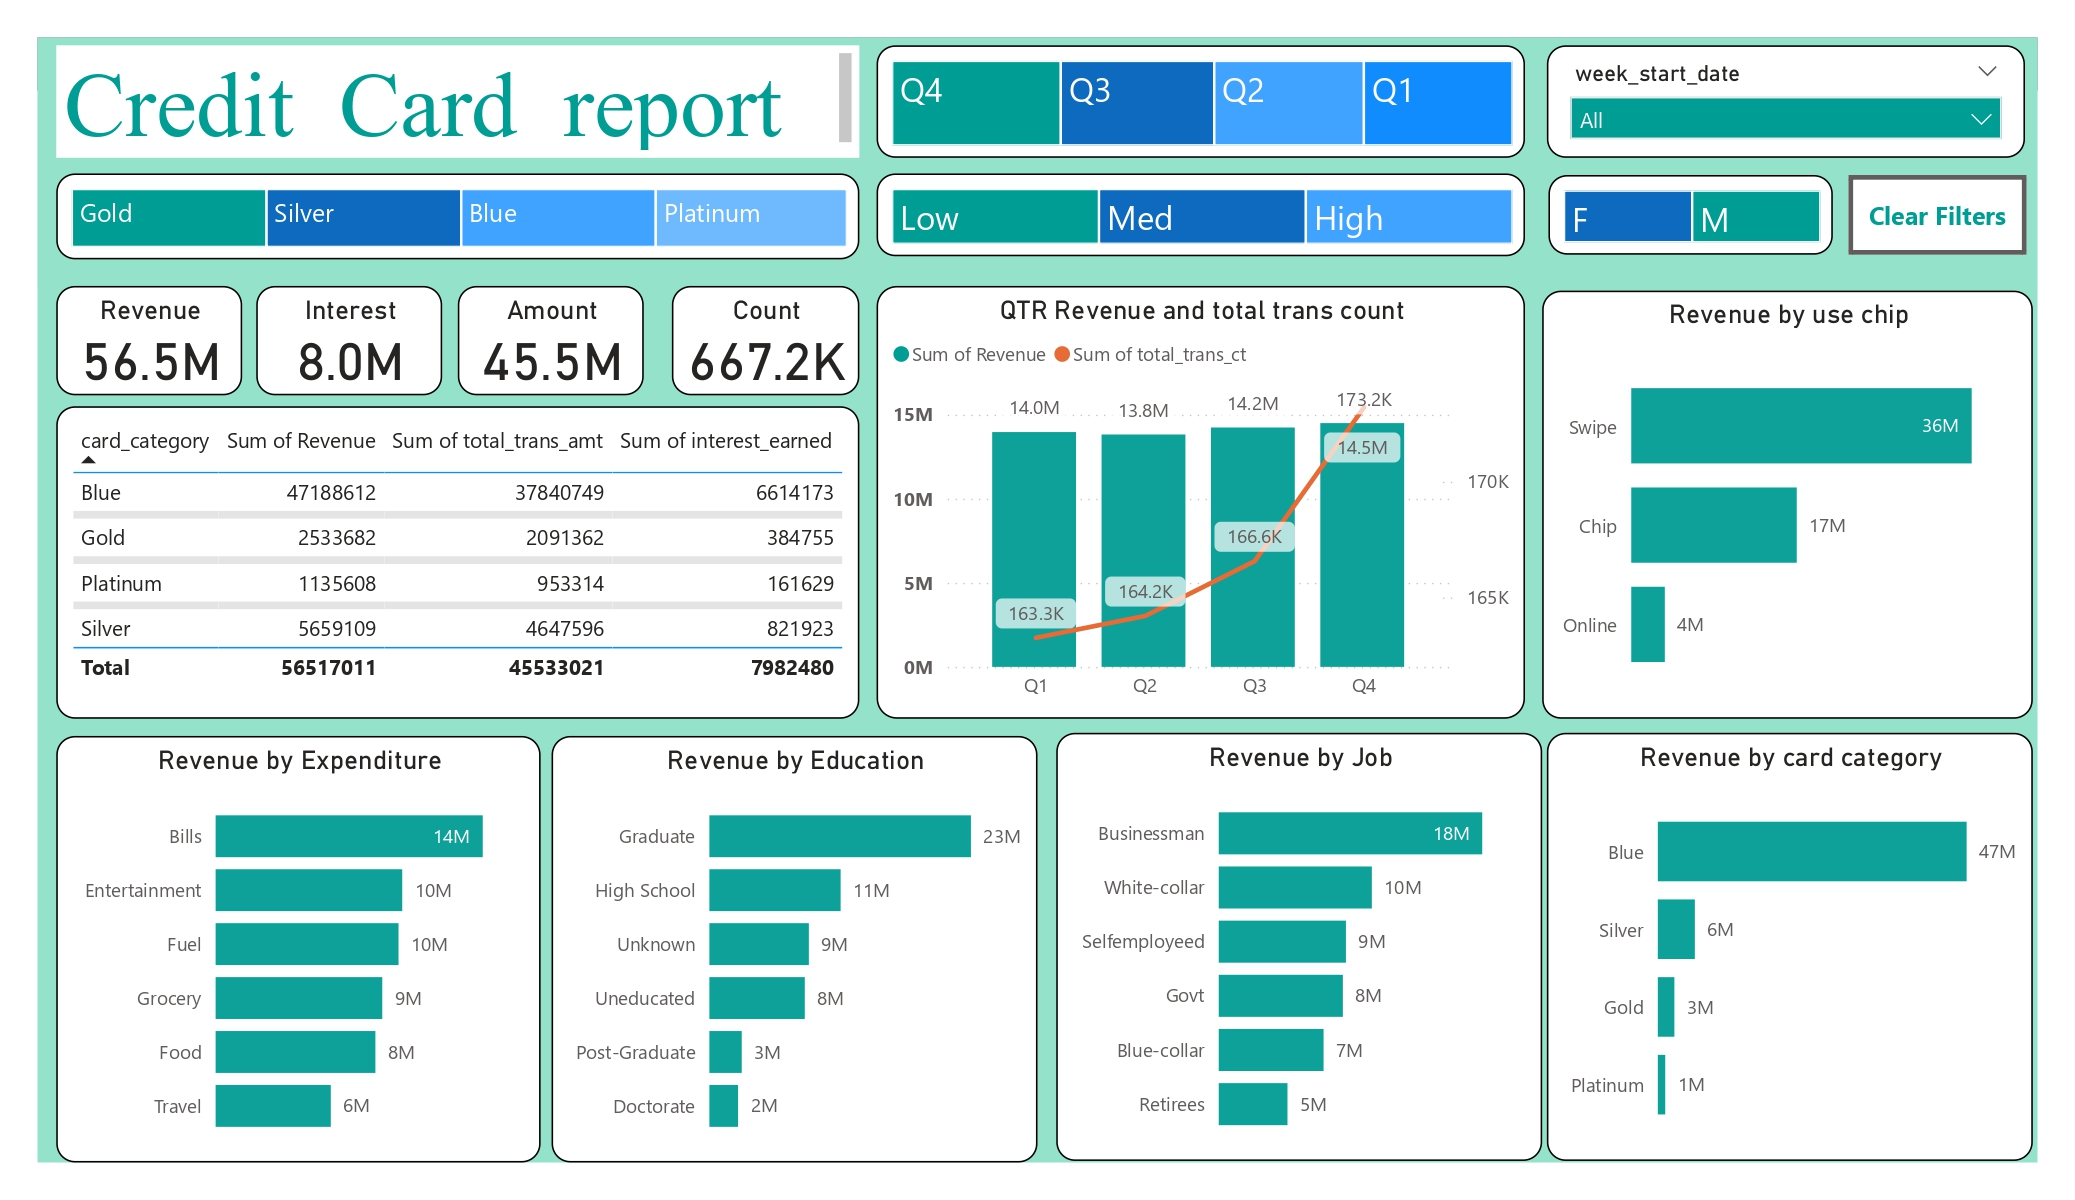 Credit Card report
Q4 Q3 Q2 Q1
week_start_date
All
Gold Silver Blue Platinum
Low Med High
F M
Clear Filters
Revenue
56.5M
Interest
8.0M
Amount
45.5M
Count
667.2K
card_category Sum of Revenue Sum of total_trans_amt Sum of interest_earned
Blue 47188612 37840749 6614173
Gold 2533682 2091362 384755
Platinum 1135608 953314 161629
Silver 5659109 4647596 821923
Total 56517011 45533021 7982480
QTR Revenue and total trans count
Sum of Revenue Sum of total_trans_ct
14.0M 13.8M 14.2M 173.2K
15M
14.5M
170K
10M
166.6K
164.2K
5M
165K
163.3K
0M
Q1 Q2 Q3 Q4
Revenue by use chip
Swipe 36M
Chip 17M
Online 4M
Revenue by Expenditure
Bills 14M
Entertainment 10M
Fuel 10M
Grocery 9M
Food 8M
Travel 6M
Revenue by Education
Graduate 23M
High School 11M
Unknown 9M
Uneducated 8M
Post-Graduate 3M
Doctorate 2M
Revenue by Job
Businessman 18M
White-collar 10M
Selfemployeed 9M
Govt 8M
Blue-collar 7M
Retirees 5M
Revenue by card category
Blue 47M
Silver 6M
Gold 3M
Platinum 1M